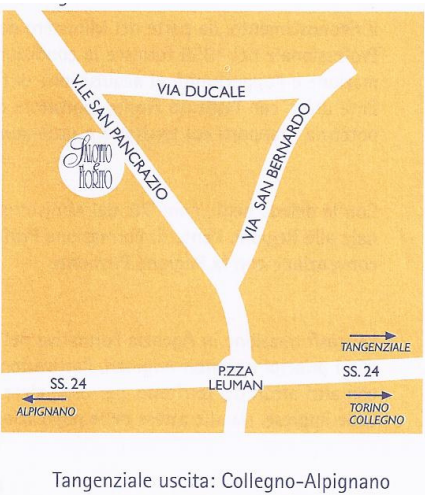 VIA DUCALE
V.LE SAN PANCRAZIO
VIA SAN BERNARDO
TANGENZIALE
SS. 24
P.ZZA
LEUMAN
SS. 24
ALPIGNANO
TORINO
COLLEGNO
Tangenziale uscita: Collegno-Alpignano